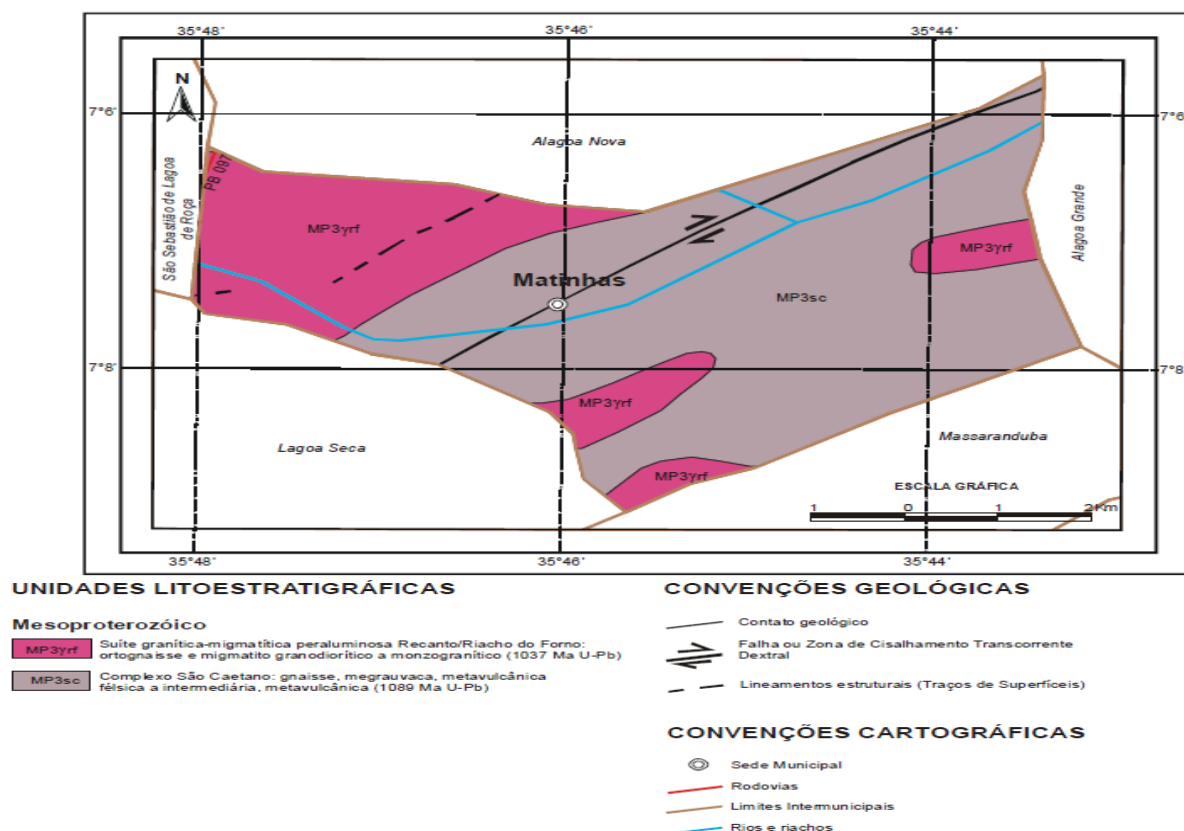 35°48'
35°46'
35°44'
N
7°6'
7°6'
Alagoa Nova
PB 097
São Sebastião de Lagoa
de Roça
MP3γrf
Alagoa Grande
MP3γrf
Matinhas
MP3sc
7°8'
7°8'
MP3γrf
Lagoa Seca
Massaranduba
MP3γrf
ESCALA GRÁFICA
1 0 1 2Km
35°48'
35°46'
35°44'
UNIDADES LITOESTRATIGRÁFICAS
Mesoproterozóico
MP3γrf
Suíte granítica-migmatítica peraluminosa Recanto/Riacho do Forno:
ortognaisse e migmatito granodiorítico a monzogranítico (1037 Ma U-Pb)
MP3sc
Complexo São Caetano: gnaisse, megrauvaca, metavulcânica
félsica a intermediária, metavulcânica (1089 Ma U-Pb)
CONVENÇÕES GEOLÓGICAS
Contato geológico
Falha ou Zona de Cisalhamento Transcorrente
Dextral
Lineamentos estruturais (Traços de Superfíceis)
CONVENÇÕES CARTOGRÁFICAS
Sede Municipal
Rodovias
Limites Intermunicipais
Rios e riachos